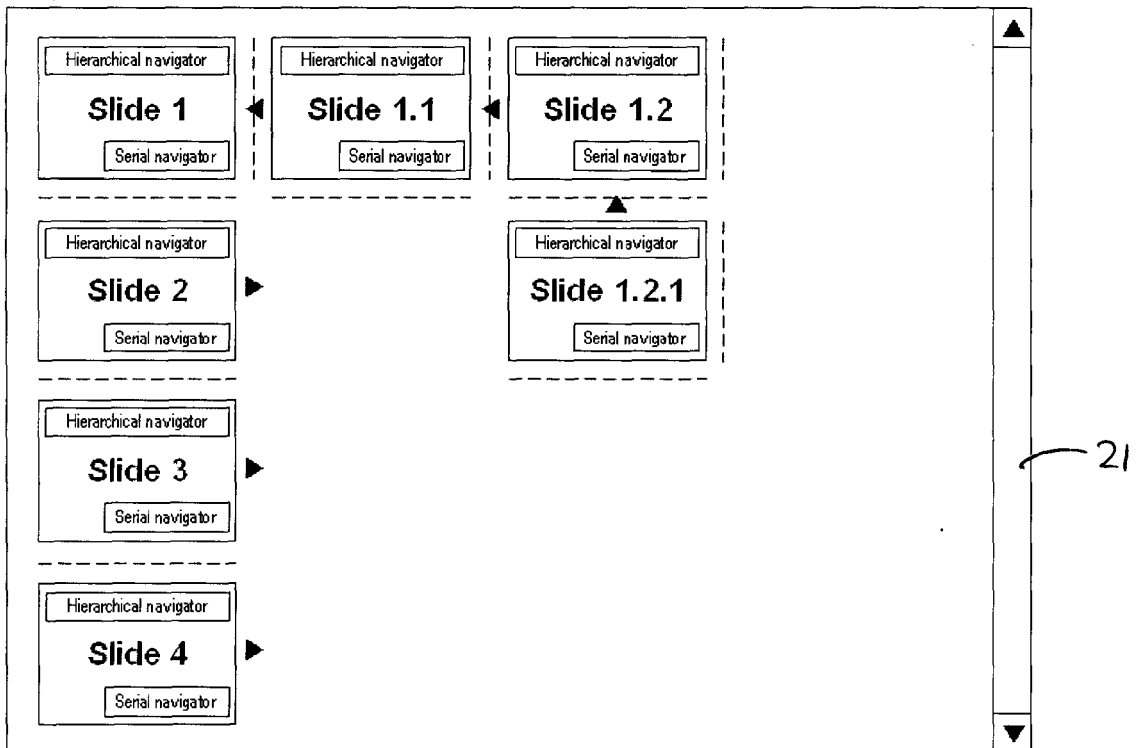 Hierarchical navigator Hierarchical navigator Hierarchical navigator
Slide 1 Slide 1.1 Slide 1.2
Serial navigator Serial navigator Serial navigator
Hierarchical navigator Hierarchical navigator
Slide 2 Slide 1.2.1
Serial navigator Serial navigator
Hierarchical navigator
Slide 3
Serial navigator
21
Hierarchical navigator
Slide 4
Serial navigator